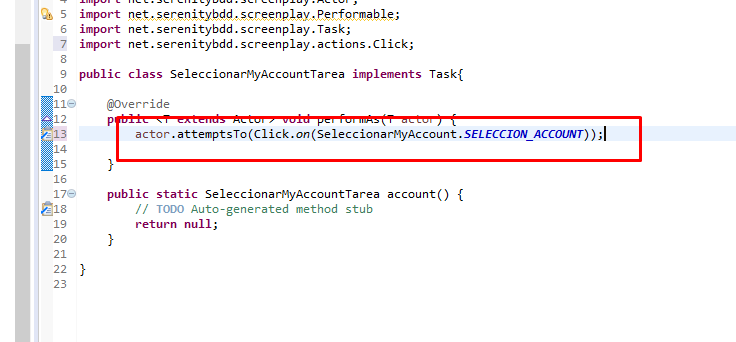 4 import net.serenitybdd.screenplay.Actor;
5 import net.serenitybdd.screenplay.Performable;
6 import net.serenitybdd.screenplay.Task;
7 import net.serenitybdd.screenplay.actions.Click;
8
9 public class SeleccionarMyAccountTarea implements Task{
10
11 @Override
12 public <T extends Actor> void performAs(T actor) {
13 actor.attemptsTo(Click.on(SeleccionarMyAccount.SELECCION_ACCOUNT));
14
15 }
16
17 public static SeleccionarMyAccountTarea account() {
18 // TODO Auto-generated method stub
19 return null;
20 }
21
22 }
23